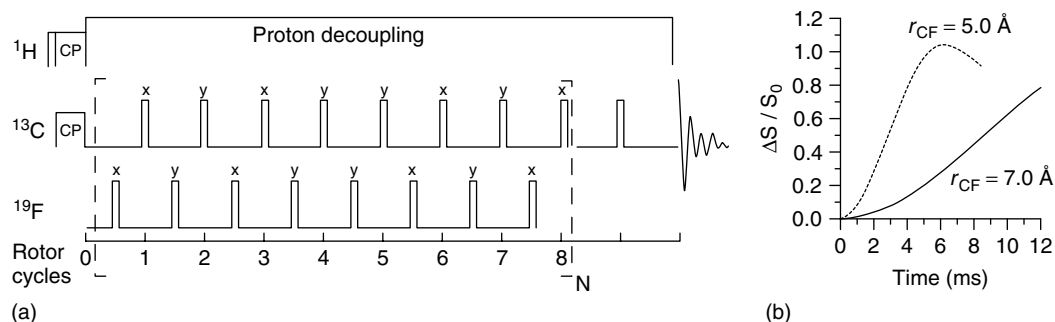 ¹H
CP
Proton decoupling
¹³C
CP
x y x y y x y x
¹⁹F
x y x y y x y x
Rotor cycles
0 1 2 3 4 5 6 7 8
N
(a)
ΔS / S₀
1.2
1.0
0.8
0.6
0.4
0.2
0.0
r_CF = 5.0 Å
r_CF = 7.0 Å
0 2 4 6 8 10 12
Time (ms)
(b)